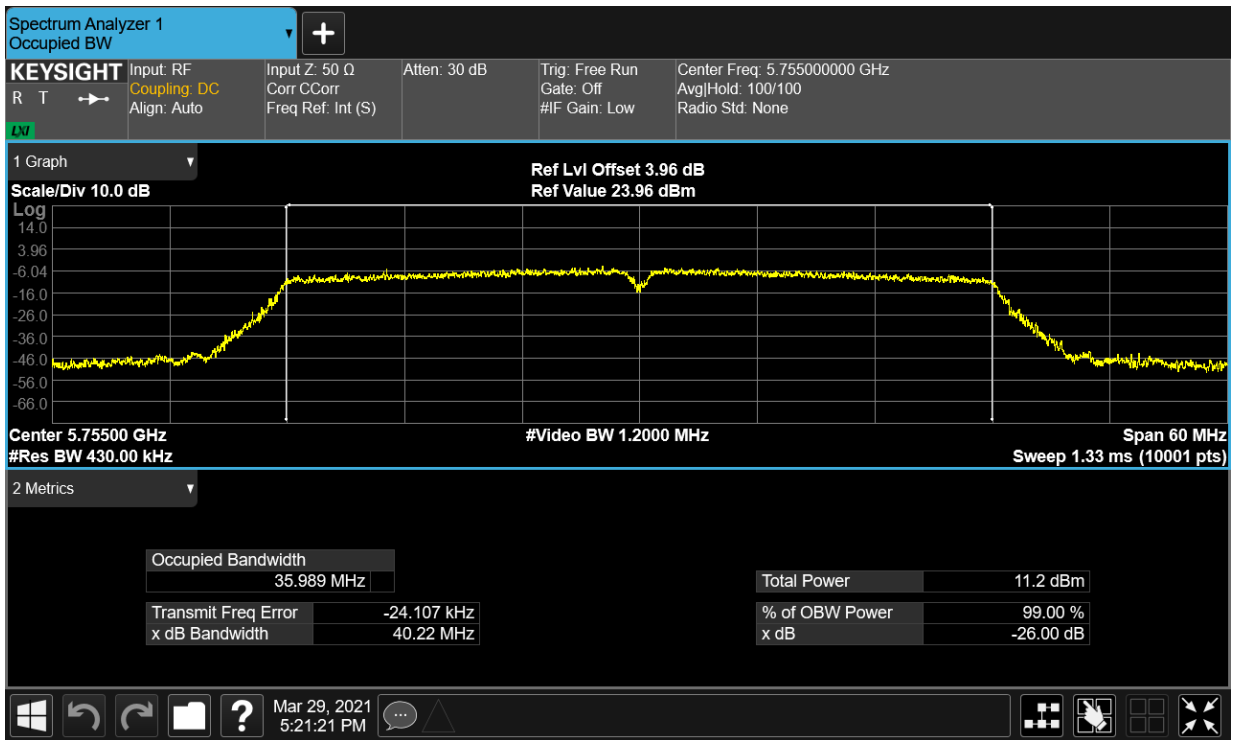 Spectrum Analyzer 1
Occupied BW
KEYSIGHT
R T
LXI
Input: RF
Coupling: DC
Align: Auto
Input Z: 50 Ω
Corr CCorr
Freq Ref: Int (S)
Atten: 30 dB
Trig: Free Run
Gate: Off
#IF Gain: Low
Center Freq: 5.755000000 GHz
Avg|Hold: 100/100
Radio Std: None
1 Graph
Scale/Div 10.0 dB
Ref Lvl Offset 3.96 dB
Ref Value 23.96 dBm
Log
14.0
3.96
-6.04
-16.0
-26.0
-36.0
-46.0
-56.0
-66.0
Center 5.75500 GHz
#Video BW 1.2000 MHz
Span 60 MHz
#Res BW 430.00 kHz
Sweep 1.33 ms (10001 pts)
2 Metrics
Occupied Bandwidth
35.989 MHz
Total Power 11.2 dBm
Transmit Freq Error -24.107 kHz
% of OBW Power 99.00 %
x dB Bandwidth 40.22 MHz
x dB -26.00 dB
Mar 29, 2021
5:21:21 PM